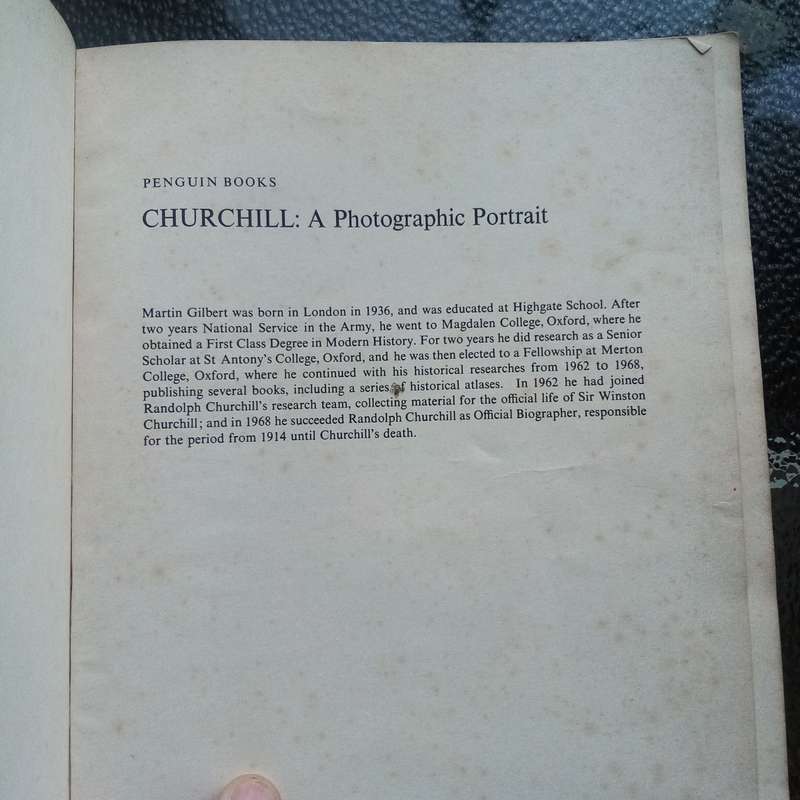 PENGUIN BOOKS
CHURCHILL: A Photographic Portrait
Martin Gilbert was born in London in 1936, and was educated at Highgate School. After
two years National Service in the Army, he went to Magdalen College, Oxford, where he
obtained a First Class Degree in Modern History. For two years he did research as a Senior
Scholar at St Antony's College, Oxford, and he was then elected to a Fellowship at Merton
College, Oxford, where he continued with his historical researches from 1962 to 1968,
publishing several books, including a series of historical atlases. In 1962 he had joined
Randolph Churchill's research team, collecting material for the official life of Sir Winston
Churchill; and in 1968 he succeeded Randolph Churchill as Official Biographer, responsible
for the period from 1914 until Churchill's death.